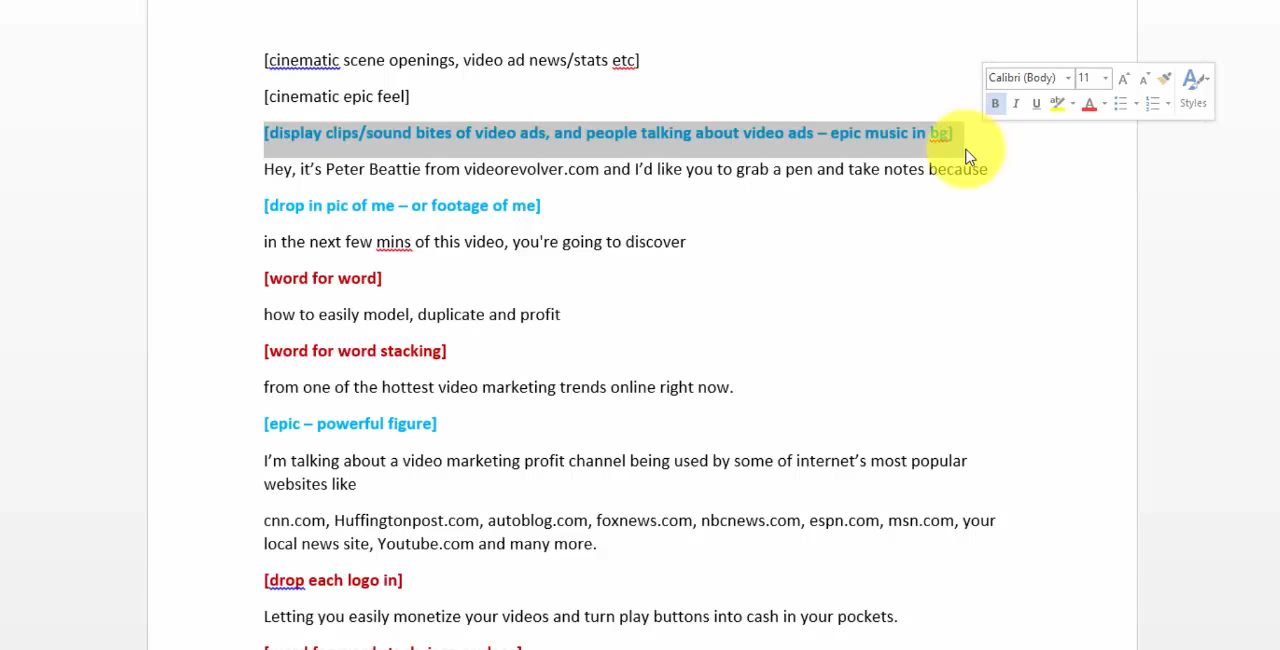 [cinematic scene openings, video ad news/stats etc]
[cinematic epic feel]
Calibri (Body) 11
B I U ab A Styles
[display clips/sound bites of video ads, and people talking about video ads – epic music in bg]
Hey, it’s Peter Beattie from videorevolver.com and I’d like you to grab a pen and take notes because
[drop in pic of me – or footage of me]
in the next few mins of this video, you're going to discover
[word for word]
how to easily model, duplicate and profit
[word for word stacking]
from one of the hottest video marketing trends online right now.
[epic – powerful figure]
I’m talking about a video marketing profit channel being used by some of internet’s most popular
websites like
cnn.com, Huffingtonpost.com, autoblog.com, foxnews.com, nbcnews.com, espn.com, msn.com, your
local news site, Youtube.com and many more.
[drop each logo in]
Letting you easily monetize your videos and turn play buttons into cash in your pockets.